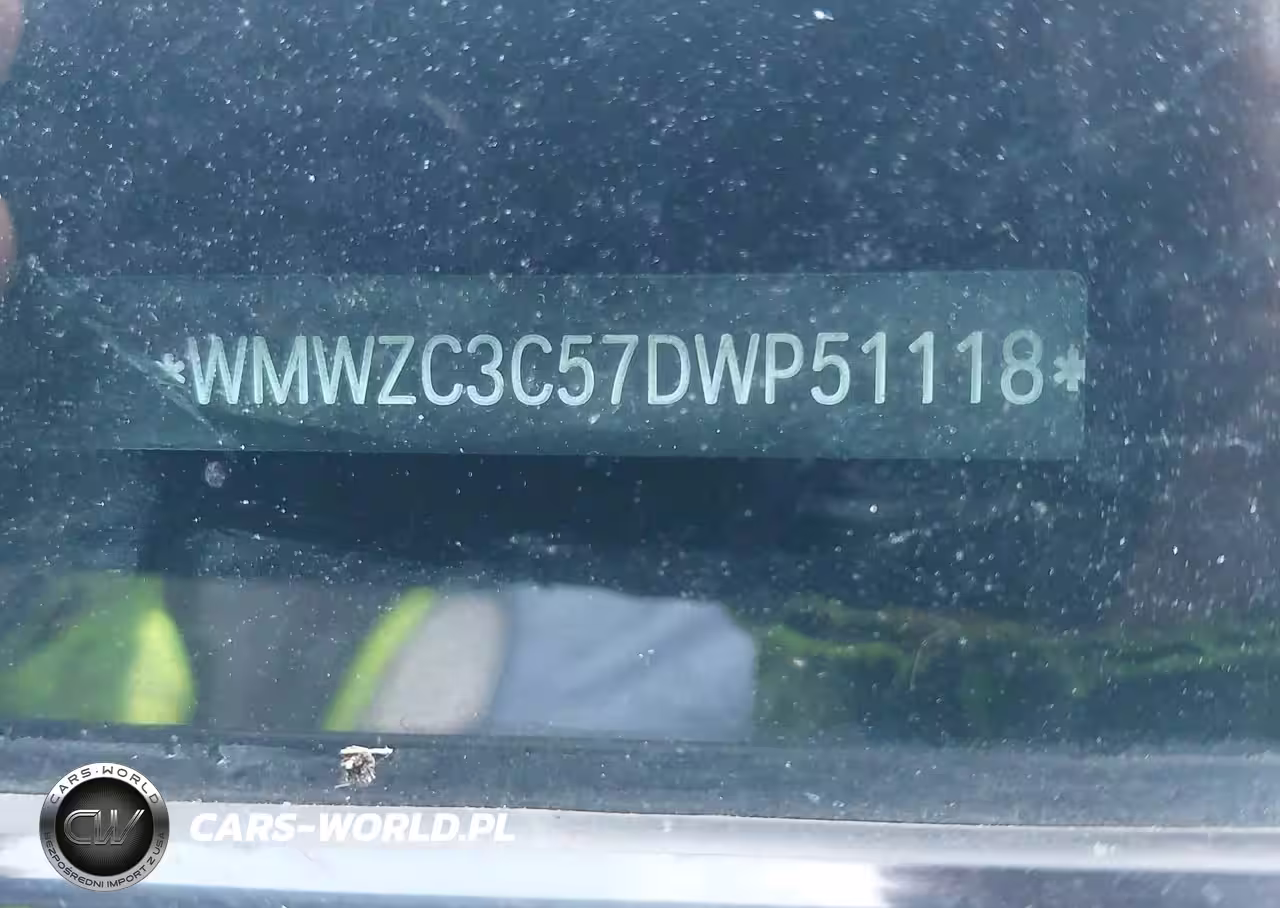 *WMWZC3C57DWP51118*
CARS-WORLD
CW
BEZPOŚREDNI IMPORT Z USA
CARS-WORLD.PL